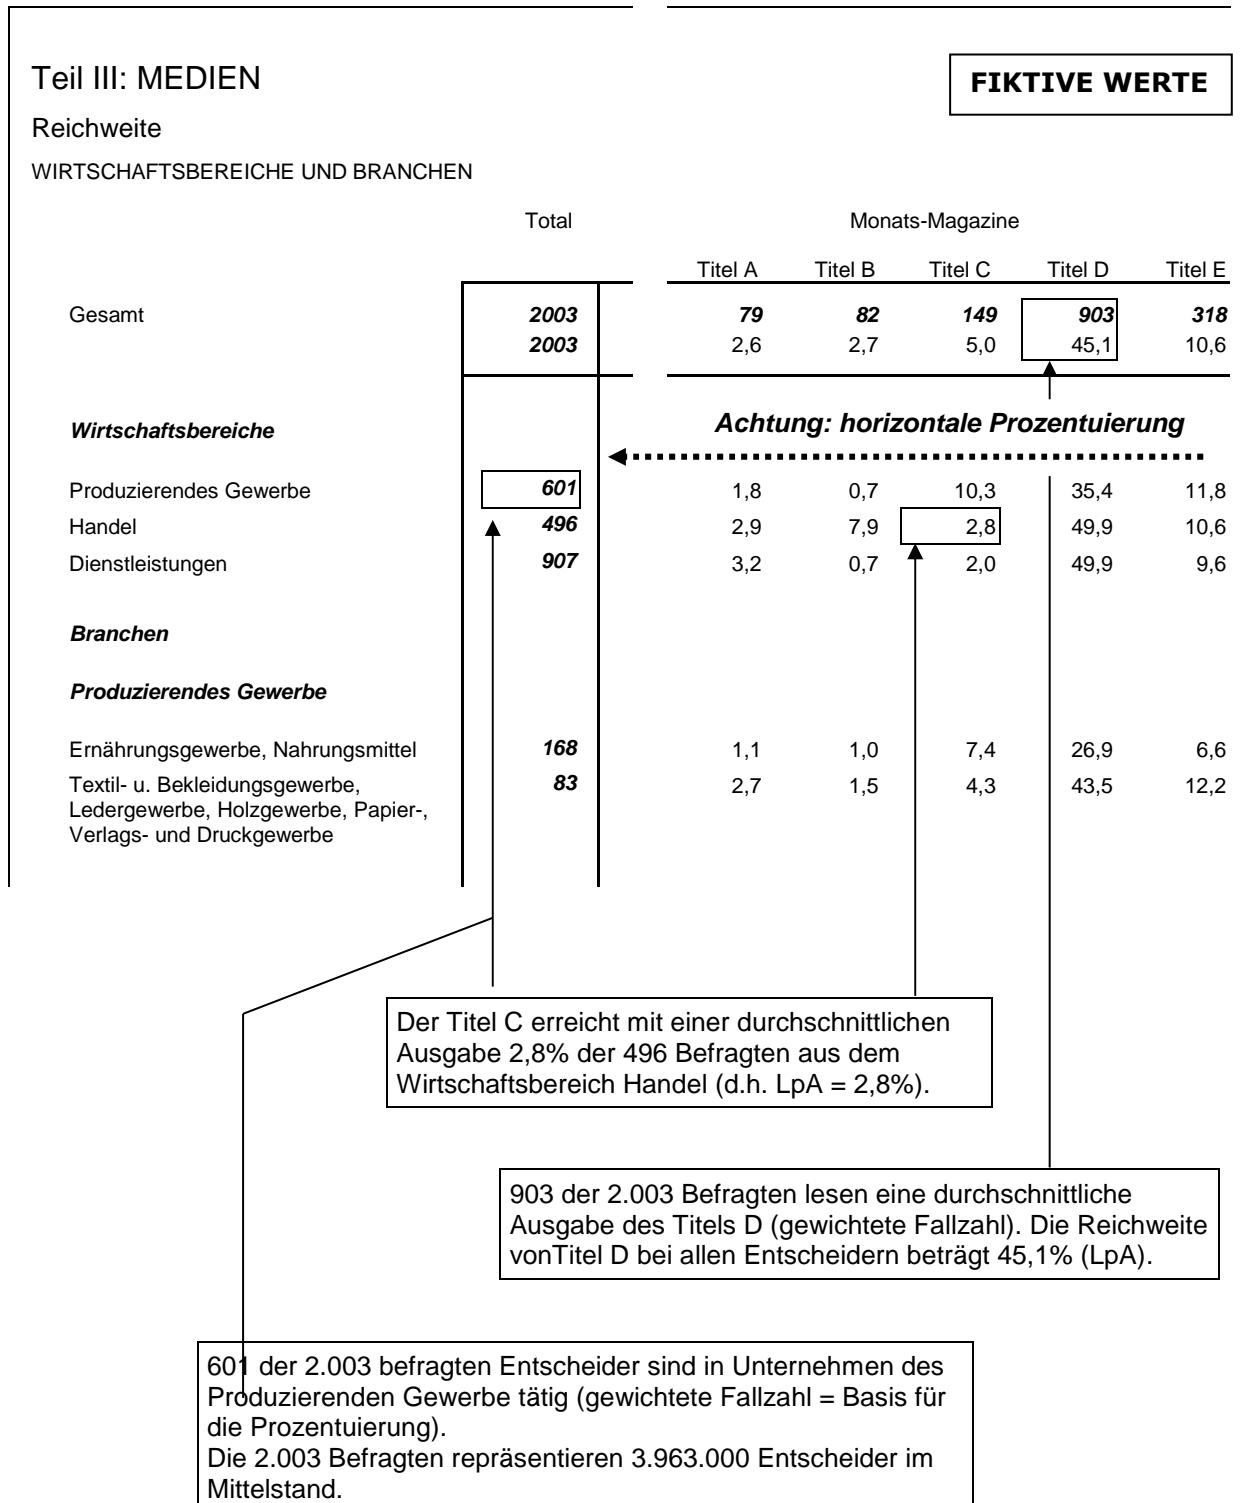 Teil III: MEDIEN
FIKTIVE WERTE
Reichweite
WIRTSCHAFTSBEREICHE UND BRANCHEN
Total Monats-Magazine
Titel A Titel B Titel C Titel D Titel E
Gesamt 2003 79 82 149 903 318
2003 2,6 2,7 5,0 45,1 10,6
Wirtschaftsbereiche
Achtung: horizontale Prozentuierung
Produzierendes Gewerbe 601 1,8 0,7 10,3 35,4 11,8
Handel 496 2,9 7,9 2,8 49,9 10,6
Dienstleistungen 907 3,2 0,7 2,0 49,9 9,6
Branchen
Produzierendes Gewerbe
Ernährungsgewerbe, Nahrungsmittel 168 1,1 1,0 7,4 26,9 6,6
Textil- u. Bekleidungsgewerbe, 83 2,7 1,5 4,3 43,5 12,2
Ledergewerbe, Holzgewerbe, Papier-,
Verlags- und Druckgewerbe
Der Titel C erreicht mit einer durchschnittlichen
Ausgabe 2,8% der 496 Befragten aus dem
Wirtschaftsbereich Handel (d.h. LpA = 2,8%).
903 der 2.003 Befragten lesen eine durchschnittliche
Ausgabe des Titels D (gewichtete Fallzahl). Die Reichweite
vonTitel D bei allen Entscheidern beträgt 45,1% (LpA).
601 der 2.003 befragten Entscheider sind in Unternehmen des
Produzierenden Gewerbe tätig (gewichtete Fallzahl = Basis für
die Prozentuierung).
Die 2.003 Befragten repräsentieren 3.963.000 Entscheider im
Mittelstand.